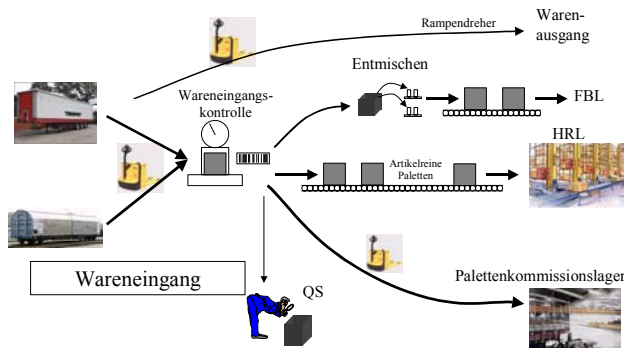 Rampendreher
Waren-
ausgang
Entmischen
Wareneingangs-
kontrolle
FBL
HRL
Artikelreine
Paletten
Wareneingang
QS
Palettenkommissionslager